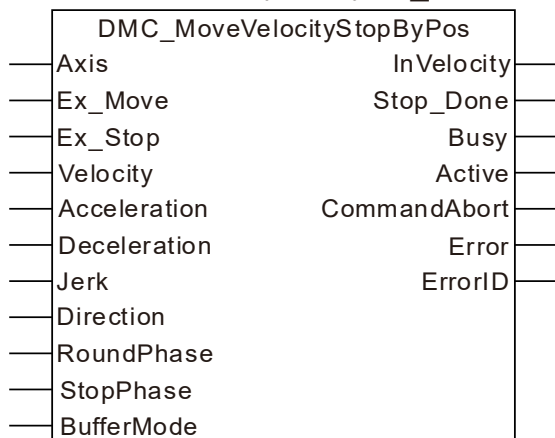 DMC_MoveVelocityStopByPos
Axis InVelocity
Ex_Move Stop_Done
Ex_Stop Busy
Velocity Active
Acceleration CommandAbort
Deceleration Error
Jerk ErrorID
Direction
RoundPhase
StopPhase
BufferMode